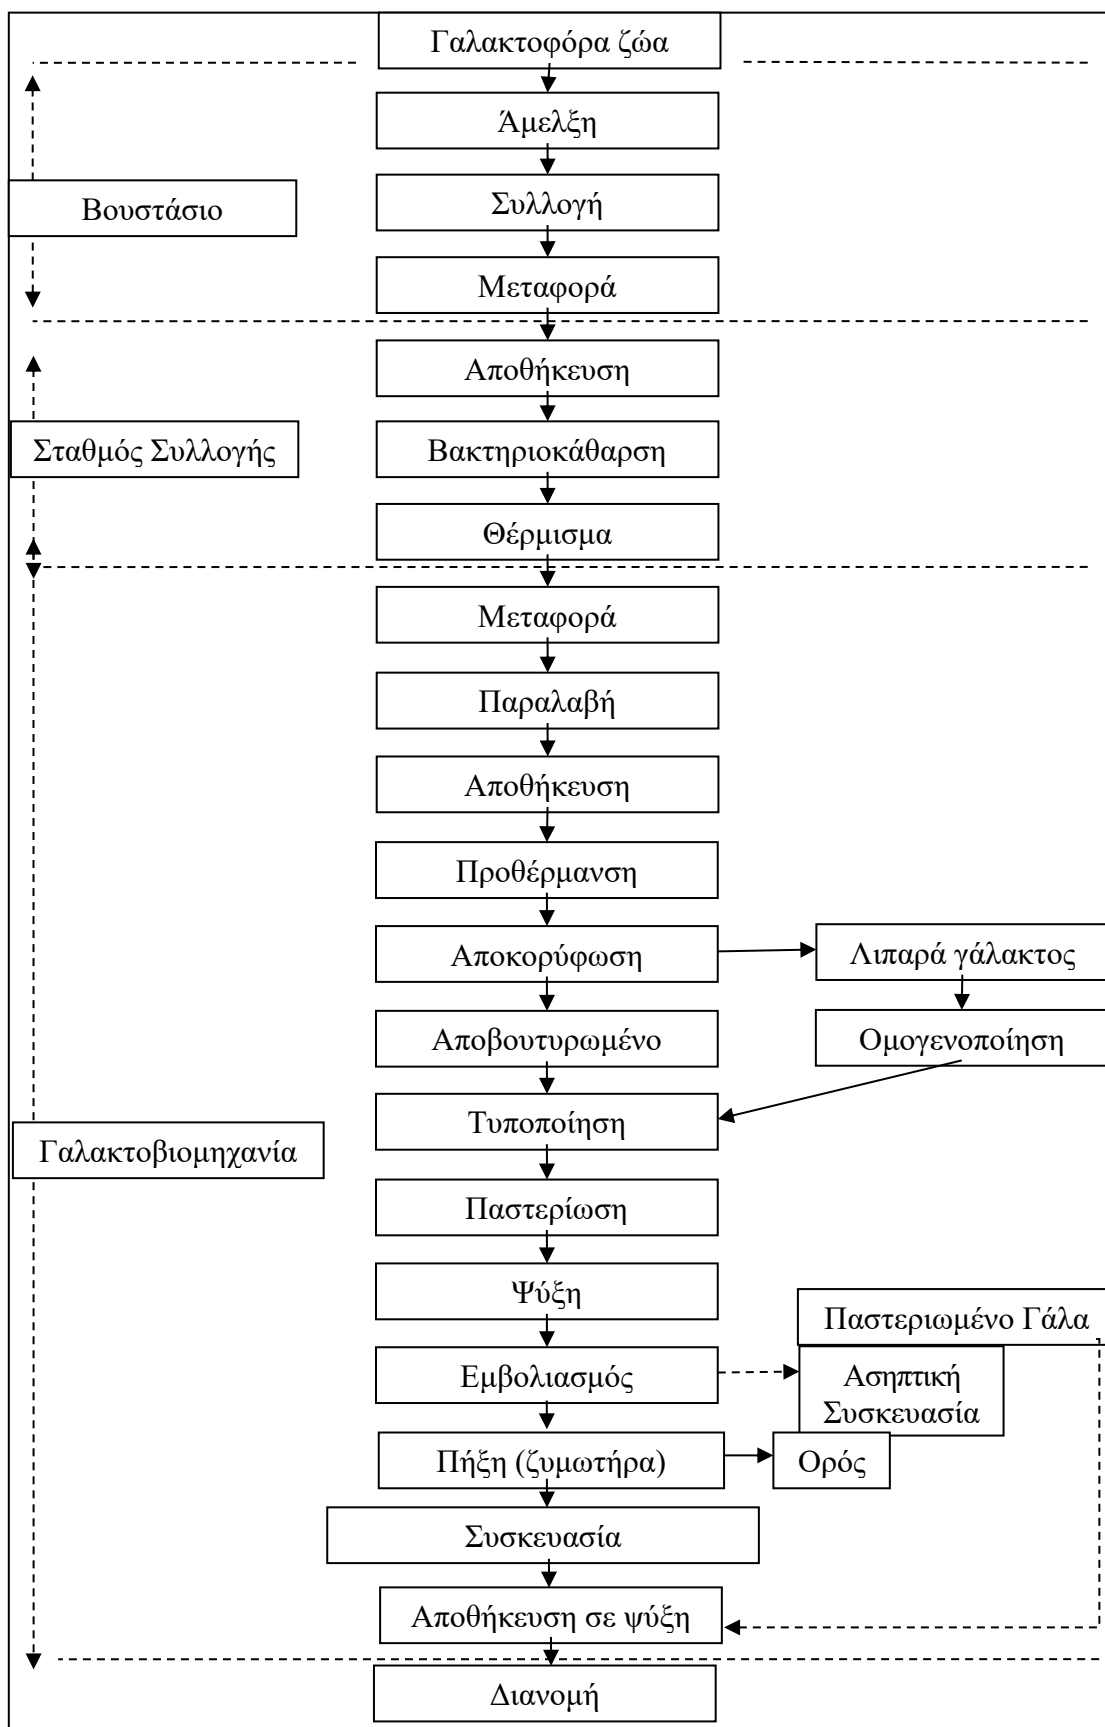 Γαλακτοφόρα ζώα
Άμελξη
Βουστάσιο
Συλλογή
Μεταφορά
Αποθήκευση
Σταθμός Συλλογής
Βακτηριοκάθαρση
Θέρμισμα
Μεταφορά
Παραλαβή
Αποθήκευση
Προθέρμανση
Αποκορύφωση
Λιπαρά γάλακτος
Αποβουτυρωμένο
Ομογενοποίηση
Τυποποίηση
Γαλακτοβιομηχανία
Παστερίωση
Ψύξη
Παστεριωμένο Γάλα
Εμβολιασμός
Ασηπτική
Συσκευασία
Πήξη (ζυμωτήρα)
Ορός
Συσκευασία
Αποθήκευση σε ψύξη
Διανομή